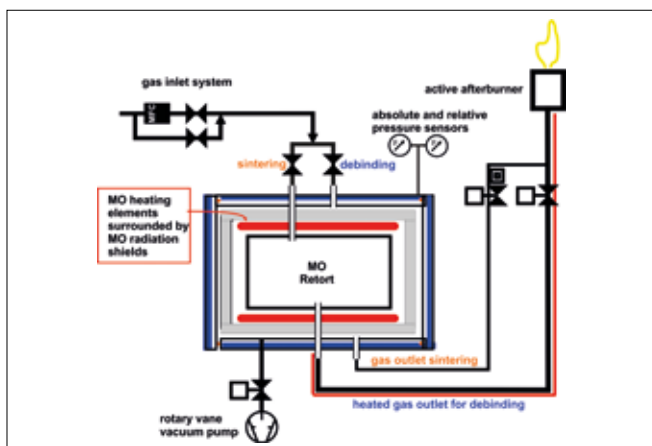 gas inlet system
active afterburner
MFC
absolute and relative
pressure sensors
sintering
debinding
MO heating
elements
surrounded by
MO radiation
shields
MO
Retort
gas outlet sintering
heated gas outlet for debinding
rotary vane
vacuum pump